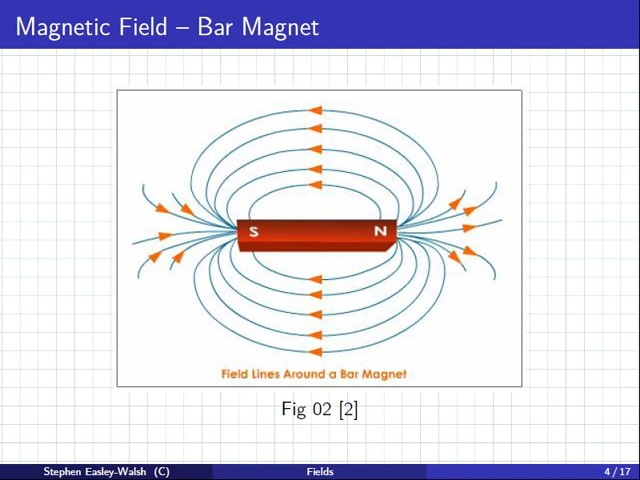 Magnetic Field – Bar Magnet
S N
Field Lines Around a Bar Magnet
Fig 02 [2]
Stephen Easley-Walsh (C) Fields 4 / 17